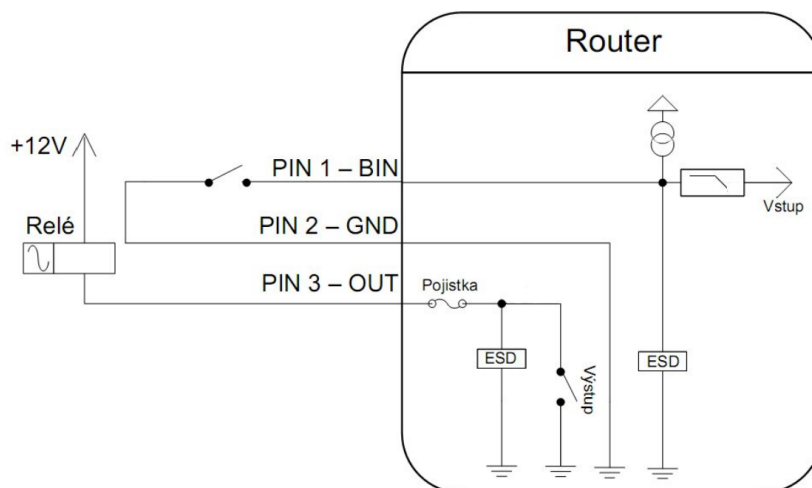 Router
+12V
PIN 1 – BIN
Vstup
Relé
PIN 2 – GND
PIN 3 – OUT
Pojistka
ESD
Výstup
ESD